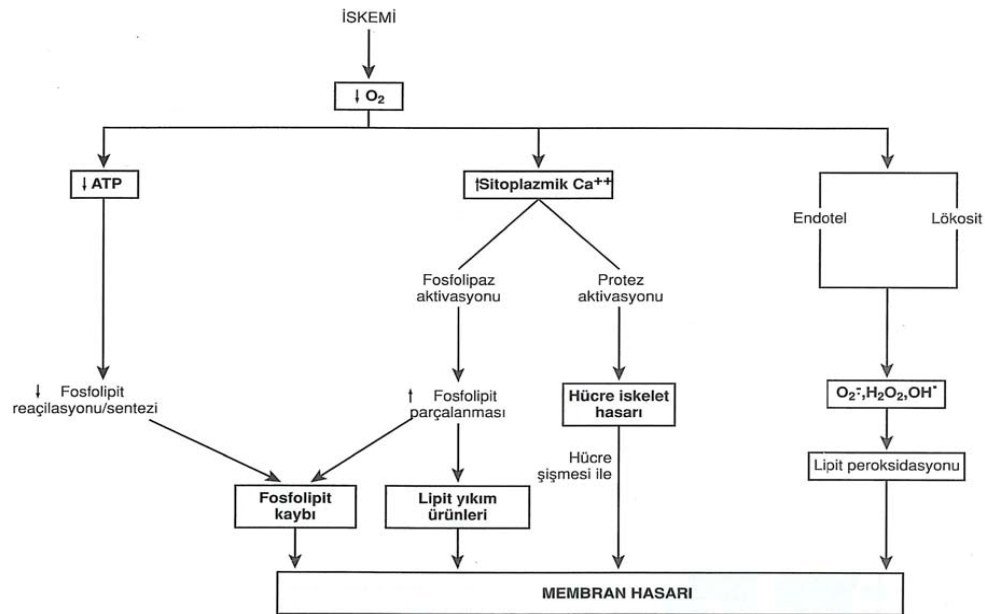 İSKEMİ
↓ O₂
↓ ATP
↑Sitoplazmik Ca⁺⁺
Endotel
Lökosit
Fosfolipaz
aktivasyonu
Protez
aktivasyonu
↓ Fosfolipit
reaçilasyonu/sentezi
↑ Fosfolipit
parçalanması
Hücre iskelet
hasarı
O₂⁻˙,H₂O₂,OH˙
Hücre
şişmesi ile
Lipit peroksidasyonu
Fosfolipit
kaybı
Lipit yıkım
ürünleri
MEMBRAN HASARI